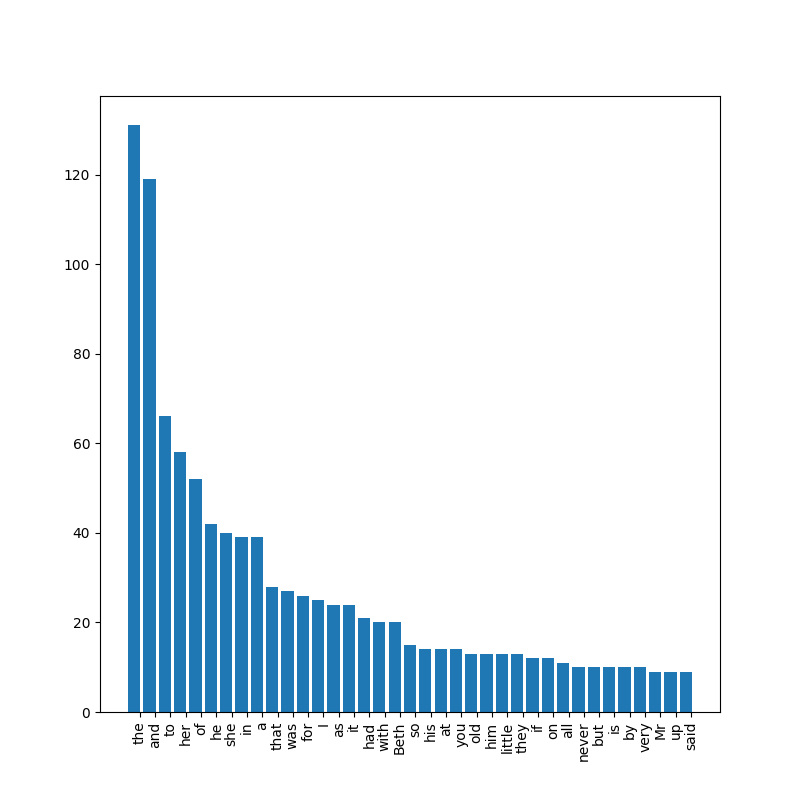 120
100
80
60
40
20
0
the
and
to
her
of
he
she
in
a
that
was
for
I
as
it
had
with
Beth
so
his
at
you
old
him
little
they
if
on
all
never
but
is
by
very
Mr
up
said